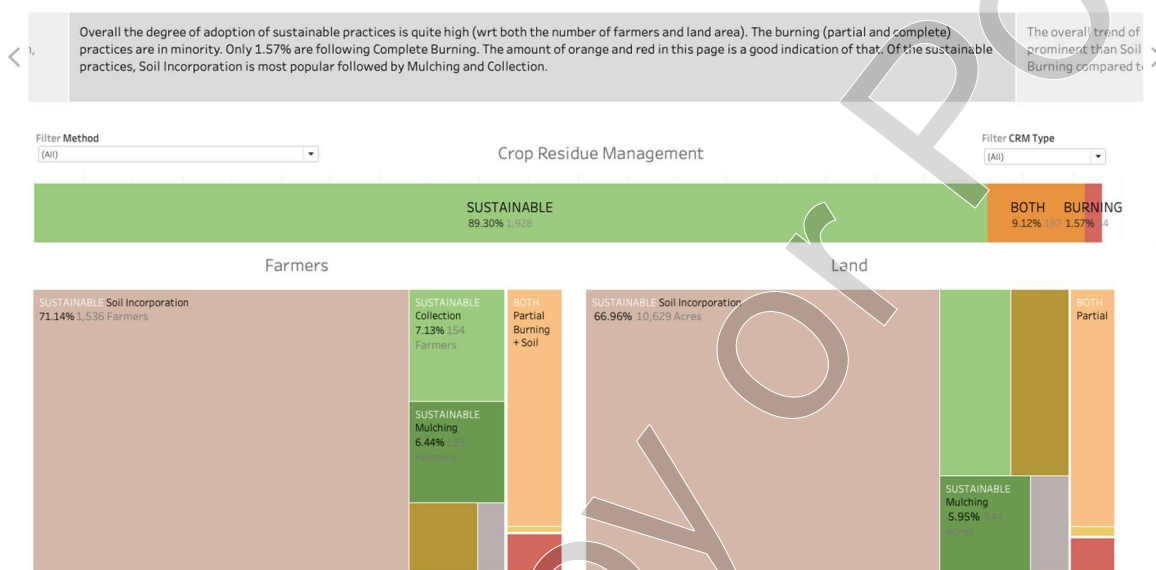 Overall the degree of adoption of sustainable practices is quite high (wrt both the number of farmers and land area). The burning (partial and complete)
practices are in minority. Only 1.57% are following Complete Burning. The amount of orange and red in this page is a good indication of that. Of the sustainable
practices, Soil Incorporation is most popular followed by Mulching and Collection.
The overall trend of
prominent than Soil
Burning compared to
Filter Method
(All)
Crop Residue Management
Filter CRM Type
(All)
SUSTAINABLE
89.30% 1,928
BOTH
9.12% 197
BURNING
1.57%
Farmers
Land
SUSTAINABLE Soil Incorporation
71.14% 1,536 Farmers
SUSTAINABLE
Collection
7.13% 154
Farmers
SUSTAINABLE
Mulching
6.44% 139
Farmers
BOTH
Partial
Burning
+ Soil
SUSTAINABLE Soil Incorporation
66.96% 10,629 Acres
SUSTAINABLE
Mulching
5.95%
Acres
BOTH
Partial